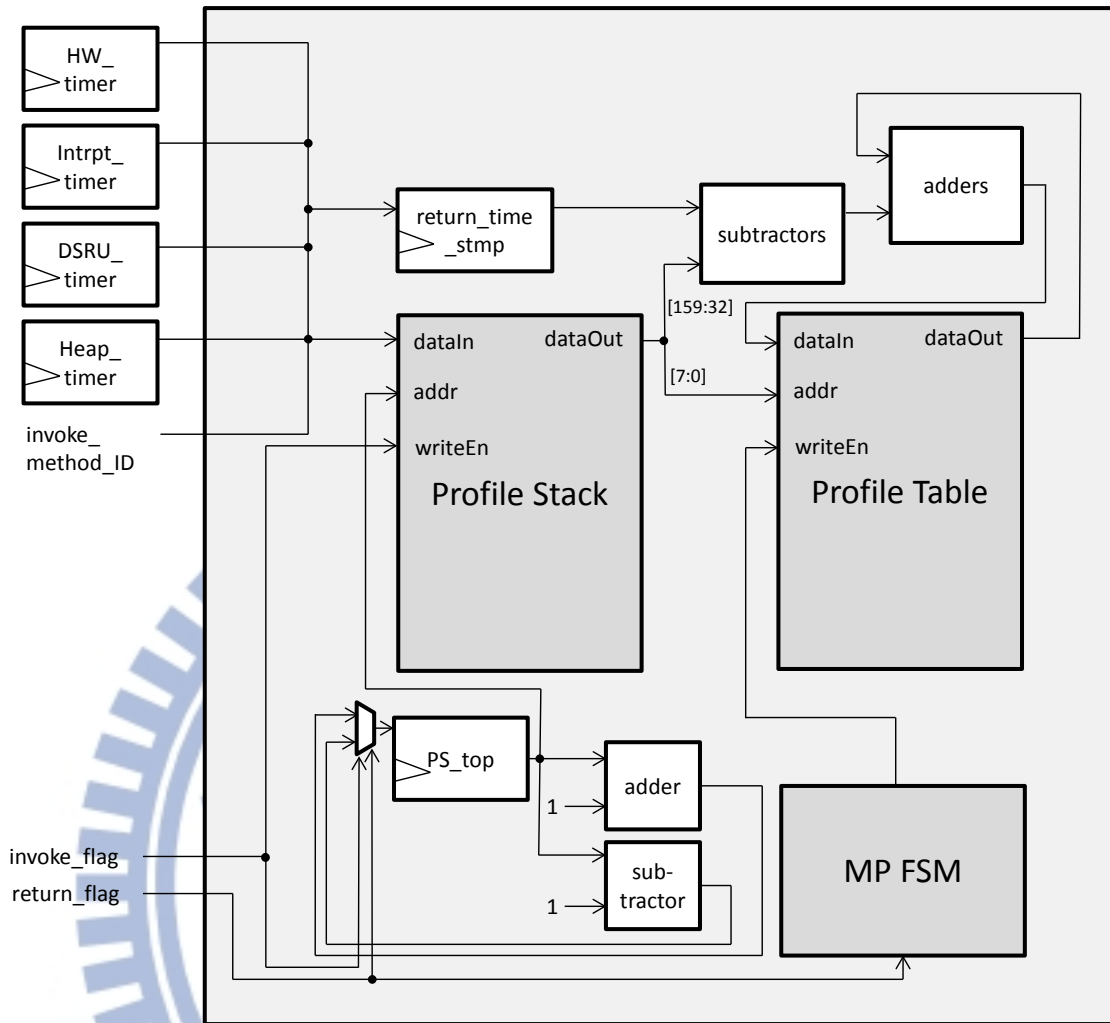 HW_
timer
Intrpt_
timer
DSRU_
timer
Heap_
timer
invoke_
method_ID
return_time
_stmp
subtractors
adders
[159:32]
[7:0]
dataIn
dataOut
addr
writeEn
Profile Stack
dataIn
dataOut
addr
writeEn
Profile Table
PS_top
adder
1
sub-
tractor
1
MP FSM
invoke_flag
return_flag